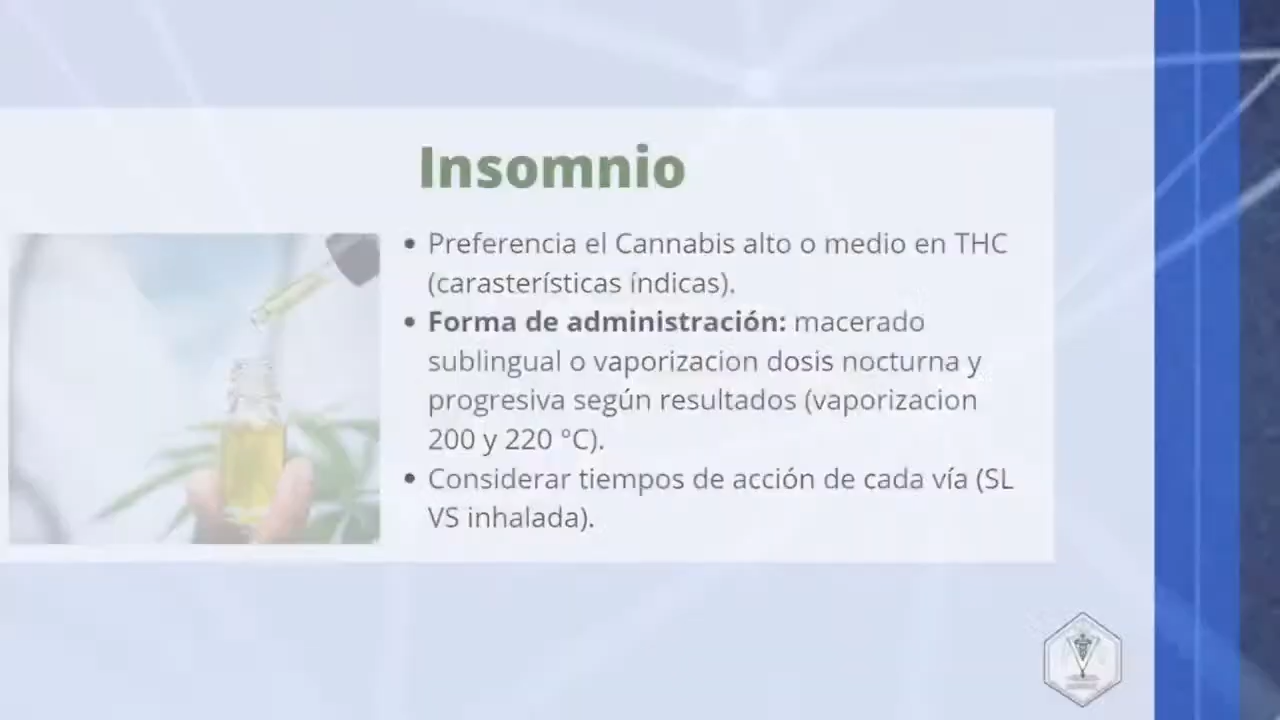 Insomnio
• Preferencia el Cannabis alto o medio en THC
(carasterísticas índicas).
• Forma de administración: macerado
sublingual o vaporizacion dosis nocturna y
progresiva según resultados (vaporizacion
200 y 220 °C).
• Considerar tiempos de acción de cada vía (SL
VS inhalada).